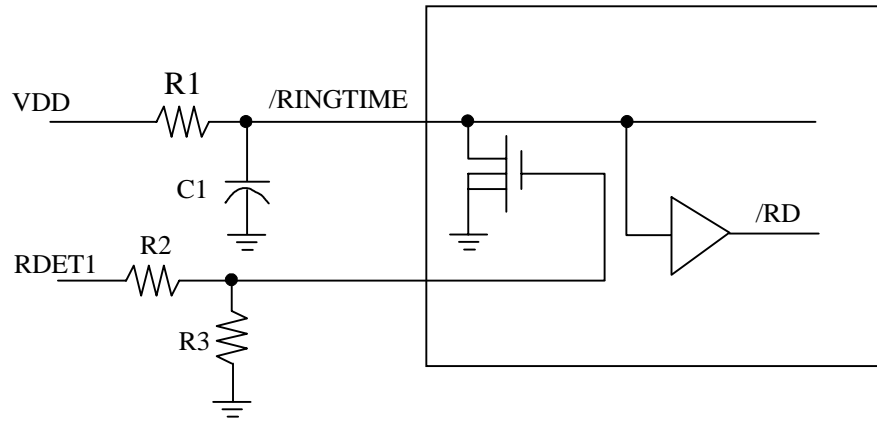 R1
VDD
/RINGTIME
C1
/RD
R2
RDET1
R3